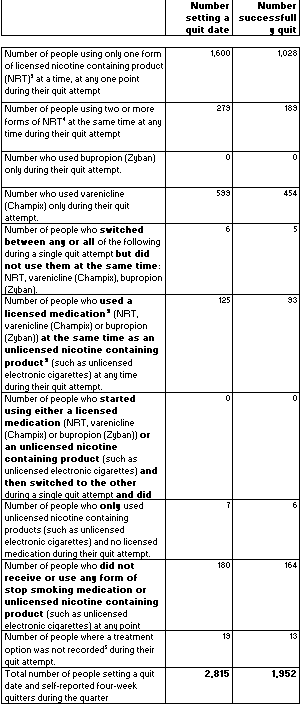 Number setting a quit date
Number successfull y quit
Number of people using only one form
of licensed nicotine containing product
(NRT)³ at a time, at any one point
during their quit attempt
1,600
1,028
Number of people using two or more
forms of NRT⁴ at the same time at any
time during their quit attempt
279
189
Number who used bupropion (Zyban)
only during their quit attempt.
0
0
Number who used varenicline
(Champix) only during their quit
attempt.
599
454
Number of people who switched
between any or all of the following
during a single quit attempt but did
not use them at the same time:
NRT, varenicline (Champix), bupropion
(Zyban).
6
5
Number of people who used a
licensed medication³ (NRT,
varenicline (Champix) or bupropion
(Zyban)) at the same time as an
unlicensed nicotine containing
product³ (such as unlicensed
electronic cigarettes) at any time
during their quit attempt.
125
93
Number of people who started
using either a licensed
medication (NRT, varenicline
(Champix) or bupropion (Zyban)) or
an unlicensed nicotine
containing product (such as
unlicensed electronic cigarettes) and
then switched to the other
during a single quit attempt and did
0
0
Number of people who only used
unlicensed nicotine containing
products (such as unlicensed
electronic cigarettes) and no licensed
medication during their quit attempt.
7
6
Number of people who did not
receive or use any form of
stop smoking medication or
unlicensed nicotine containing
product (such as unlicensed
electronic cigarettes) at any point
180
164
Number of people where a treatment
option was not recorded⁵ during their
quit attempt.
19
13
Total number of people setting a quit
date and self-reported four-week
quitters during the quarter
2,815
1,952